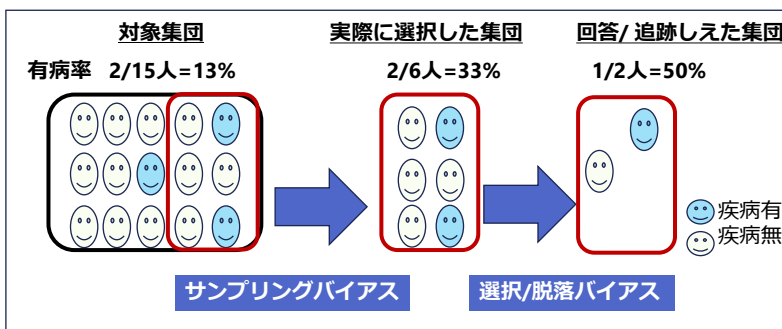 対象集団
実際に選択した集団
回答/ 追跡しえた集団
有病率 2/15人=13%
2/6人=33%
1/2人=50%
疾病有
疾病無
サンプリングバイアス
選択/脱落バイアス